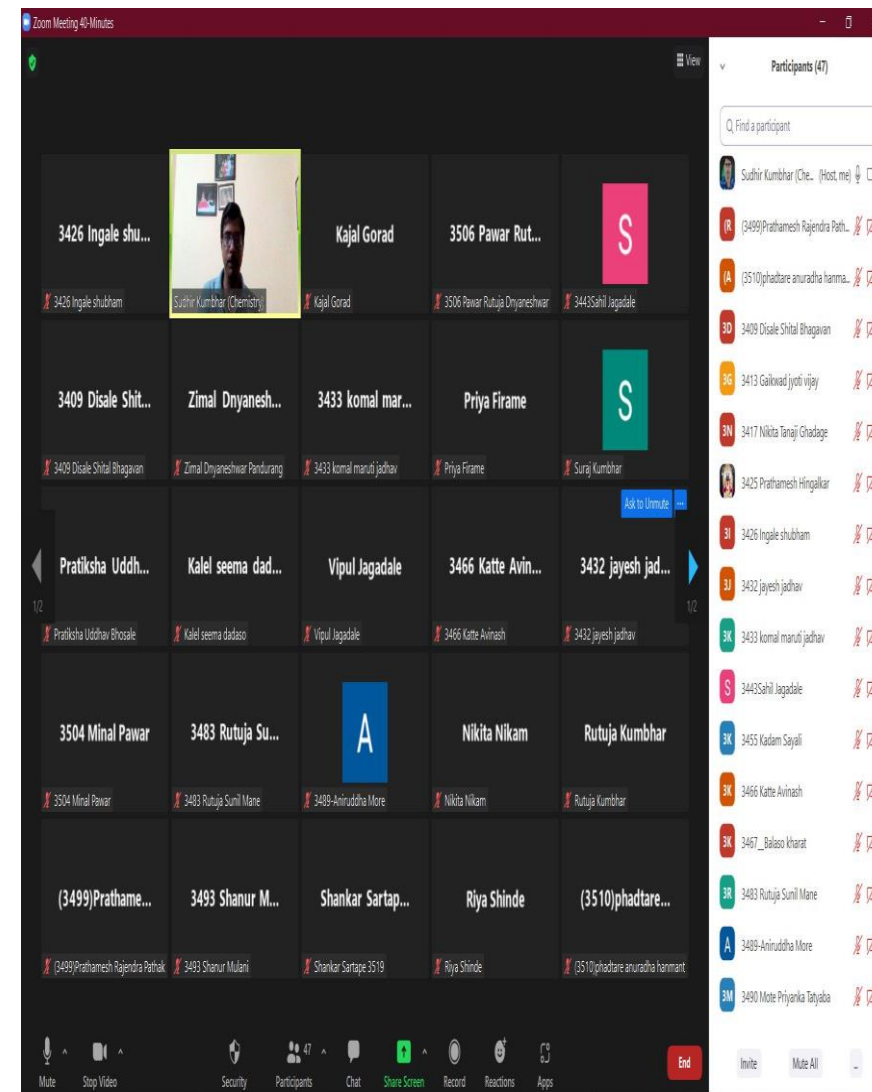 Zoom Meeting 40-Minutes
View
3426 Ingale shu...
3426 Ingale shubham
Sudhir Kumbhar (Chemistry)
Kajal Gorad
Kajal Gorad
3506 Pawar Rut...
3506 Pawar Rutuja Dnyaneshwar
S
3443Sahil Jagadale
3409 Disale Shit...
3409 Disale Shital Bhagavan
Zimal Dnyanesh...
Zimal Dnyaneshwar Pandurang
3433 komal mar...
3433 komal maruti jadhav
Priya Firame
Priya Firame
S
Suraj Kumbhar
Pratiksha Uddh...
Pratiksha Uddhav Bhosale
Kalel seema dad...
Kalel seema dadaso
Vipul Jagadale
Vipul Jagadale
3466 Katte Avin...
3466 Katte Avinash
Ask to Unmute ...
3432 jayesh jad...
3432 jayesh jadhav
1/2
1/2
3504 Minal Pawar
3504 Minal Pawar
3483 Rutuja Su...
3483 Rutuja Sunil Mane
A
3489-Aniruddha More
Nikita Nikam
Nikita Nikam
Rutuja Kumbhar
Rutuja Kumbhar
(3499)Prathame...
(3499)Prathamesh Rajendra Pathak
3493 Shanur M...
3493 Shanur Mulani
Shankar Sartap...
Shankar Sartape 3519
Riya Shinde
Riya Shinde
(3510)phadtare...
(3510)phadtare anuradha hanmant
Mute
Stop Video
Security
47
Participants
Chat
Share Screen
Record
Reactions
Apps
End
Participants (47)
Find a participant
Sudhir Kumbhar (Che... (Host, me)
(R (3499)Prathamesh Rajendra Path...
(A (3510)phadtare anuradha hanma...
3D 3409 Disale Shital Bhagavan
3G 3413 Gaikwad jyoti vijay
3N 3417 Nikita Tanaji Ghadage
3425 Prathamesh Hingalkar
3I 3426 Ingale shubham
3J 3432 jayesh jadhav
3K 3433 komal maruti jadhav
S 3443Sahil Jagadale
3K 3455 Kadam Sayali
3K 3466 Katte Avinash
3K 3467_Balaso kharat
3R 3483 Rutuja Sunil Mane
A 3489-Aniruddha More
3M 3490 Mote Priyanka Tatyaba
Invite
Mute All
...